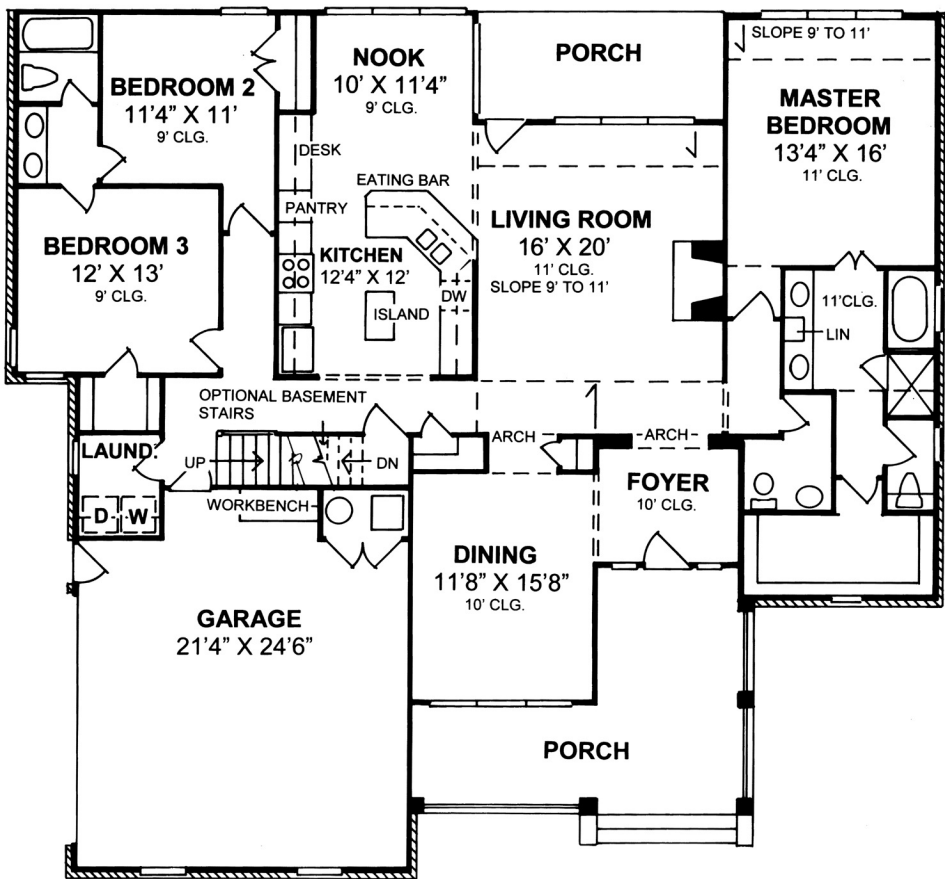 BEDROOM 2
11'4" X 11'
9' CLG.
NOOK
10' X 11'4"
9' CLG.
PORCH
SLOPE 9' TO 11'
MASTER
BEDROOM
13'4" X 16'
11' CLG.
DESK
PANTRY
EATING BAR
BEDROOM 3
12' X 13'
9' CLG.
KITCHEN
12'4" X 12'
ISLAND
DW
LIVING ROOM
16' X 20'
11' CLG.
SLOPE 9' TO 11'
11'CLG.
LIN
OPTIONAL BASEMENT
STAIRS
LAUND.
UP
DN
ARCH
ARCH
D
W
WORKBENCH
FOYER
10' CLG.
DINING
11'8" X 15'8"
10' CLG.
GARAGE
21'4" X 24'6"
PORCH